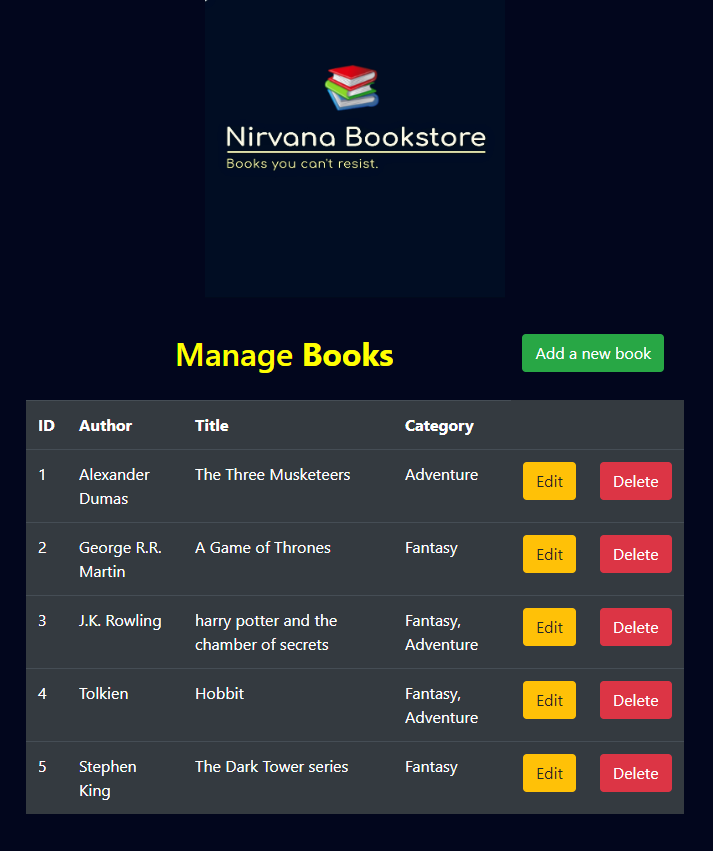 Nirvana Bookstore
Books you can't resist.
Manage Books
Add a new book
ID Author Title Category
1 Alexander Dumas The Three Musketeers Adventure Edit Delete
2 George R.R. Martin A Game of Thrones Fantasy Edit Delete
3 J.K. Rowling harry potter and the chamber of secrets Fantasy, Adventure Edit Delete
4 Tolkien Hobbit Fantasy, Adventure Edit Delete
5 Stephen King The Dark Tower series Fantasy Edit Delete